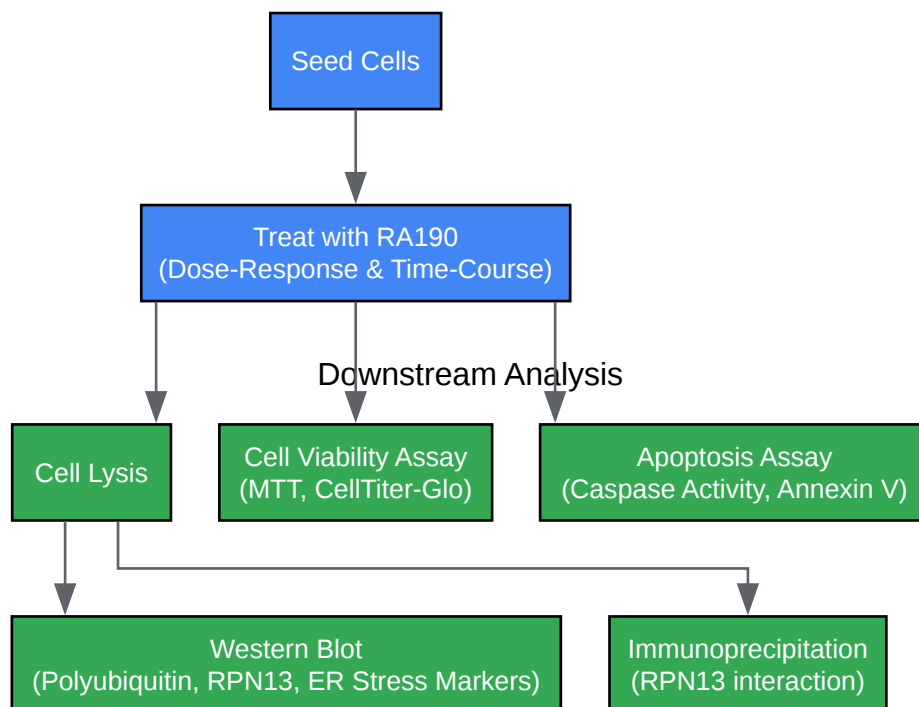 Seed Cells
Treat with RA190
(Dose-Response & Time-Course)
Downstream Analysis
Cell Lysis
Cell Viability Assay
(MTT, CellTiter-Glo)
Apoptosis Assay
(Caspase Activity, Annexin V)
Western Blot
(Polyubiquitin, RPN13, ER Stress Markers)
Immunoprecipitation
(RPN13 interaction)